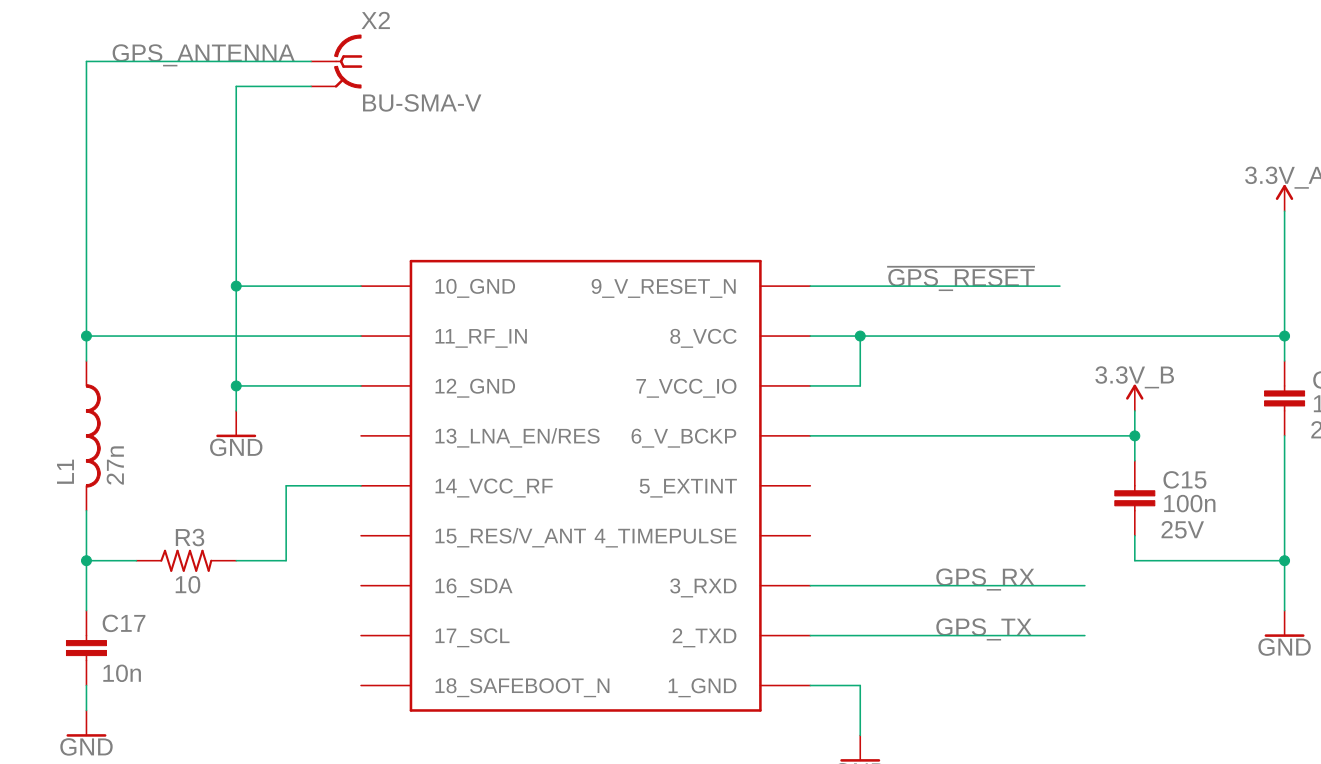 X2
GPS_ANTENNA
BU-SMA-V
3.3V_A
GPS_RESET
10_GND 9_V_RESET_N
11_RF_IN 8_VCC
12_GND 7_VCC_IO
3.3V_B
13_LNA_EN/RES 6_V_BCKP
GND
L1
27n
14_VCC_RF 5_EXTINT
C15
100n
25V
15_RES/V_ANT 4_TIMEPULSE
R3
10
16_SDA 3_RXD
GPS_RX
17_SCL 2_TXD
GPS_TX
C17
10n
GND
18_SAFEBOOT_N 1_GND
GND